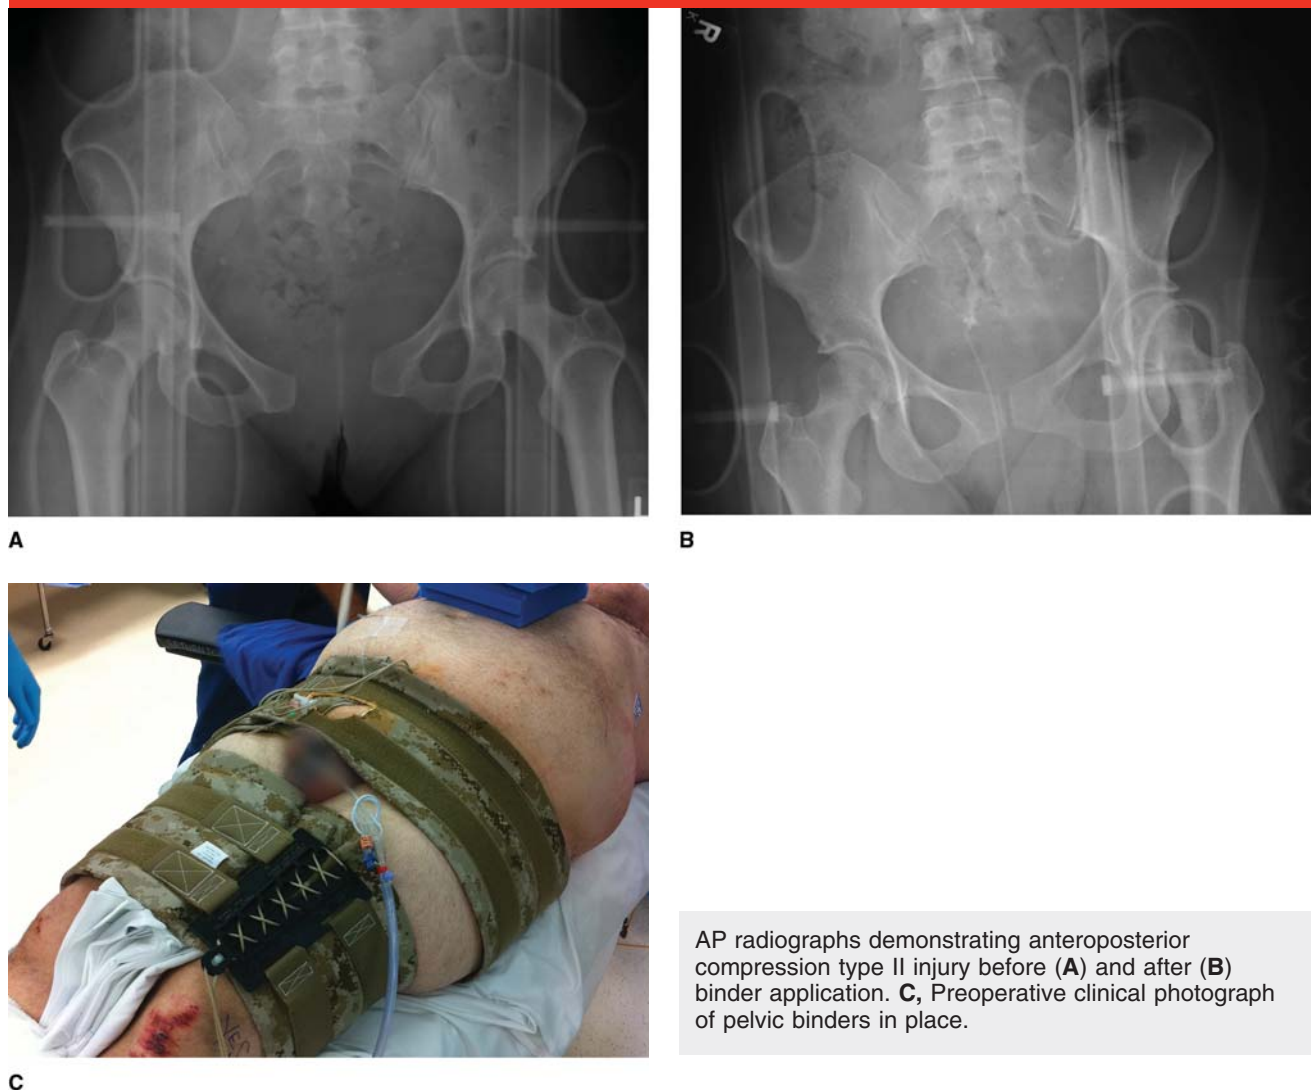 R
A
B
AP radiographs demonstrating anteroposterior
compression type II injury before (A) and after (B)
binder application. C, Preoperative clinical photograph
of pelvic binders in place.
C